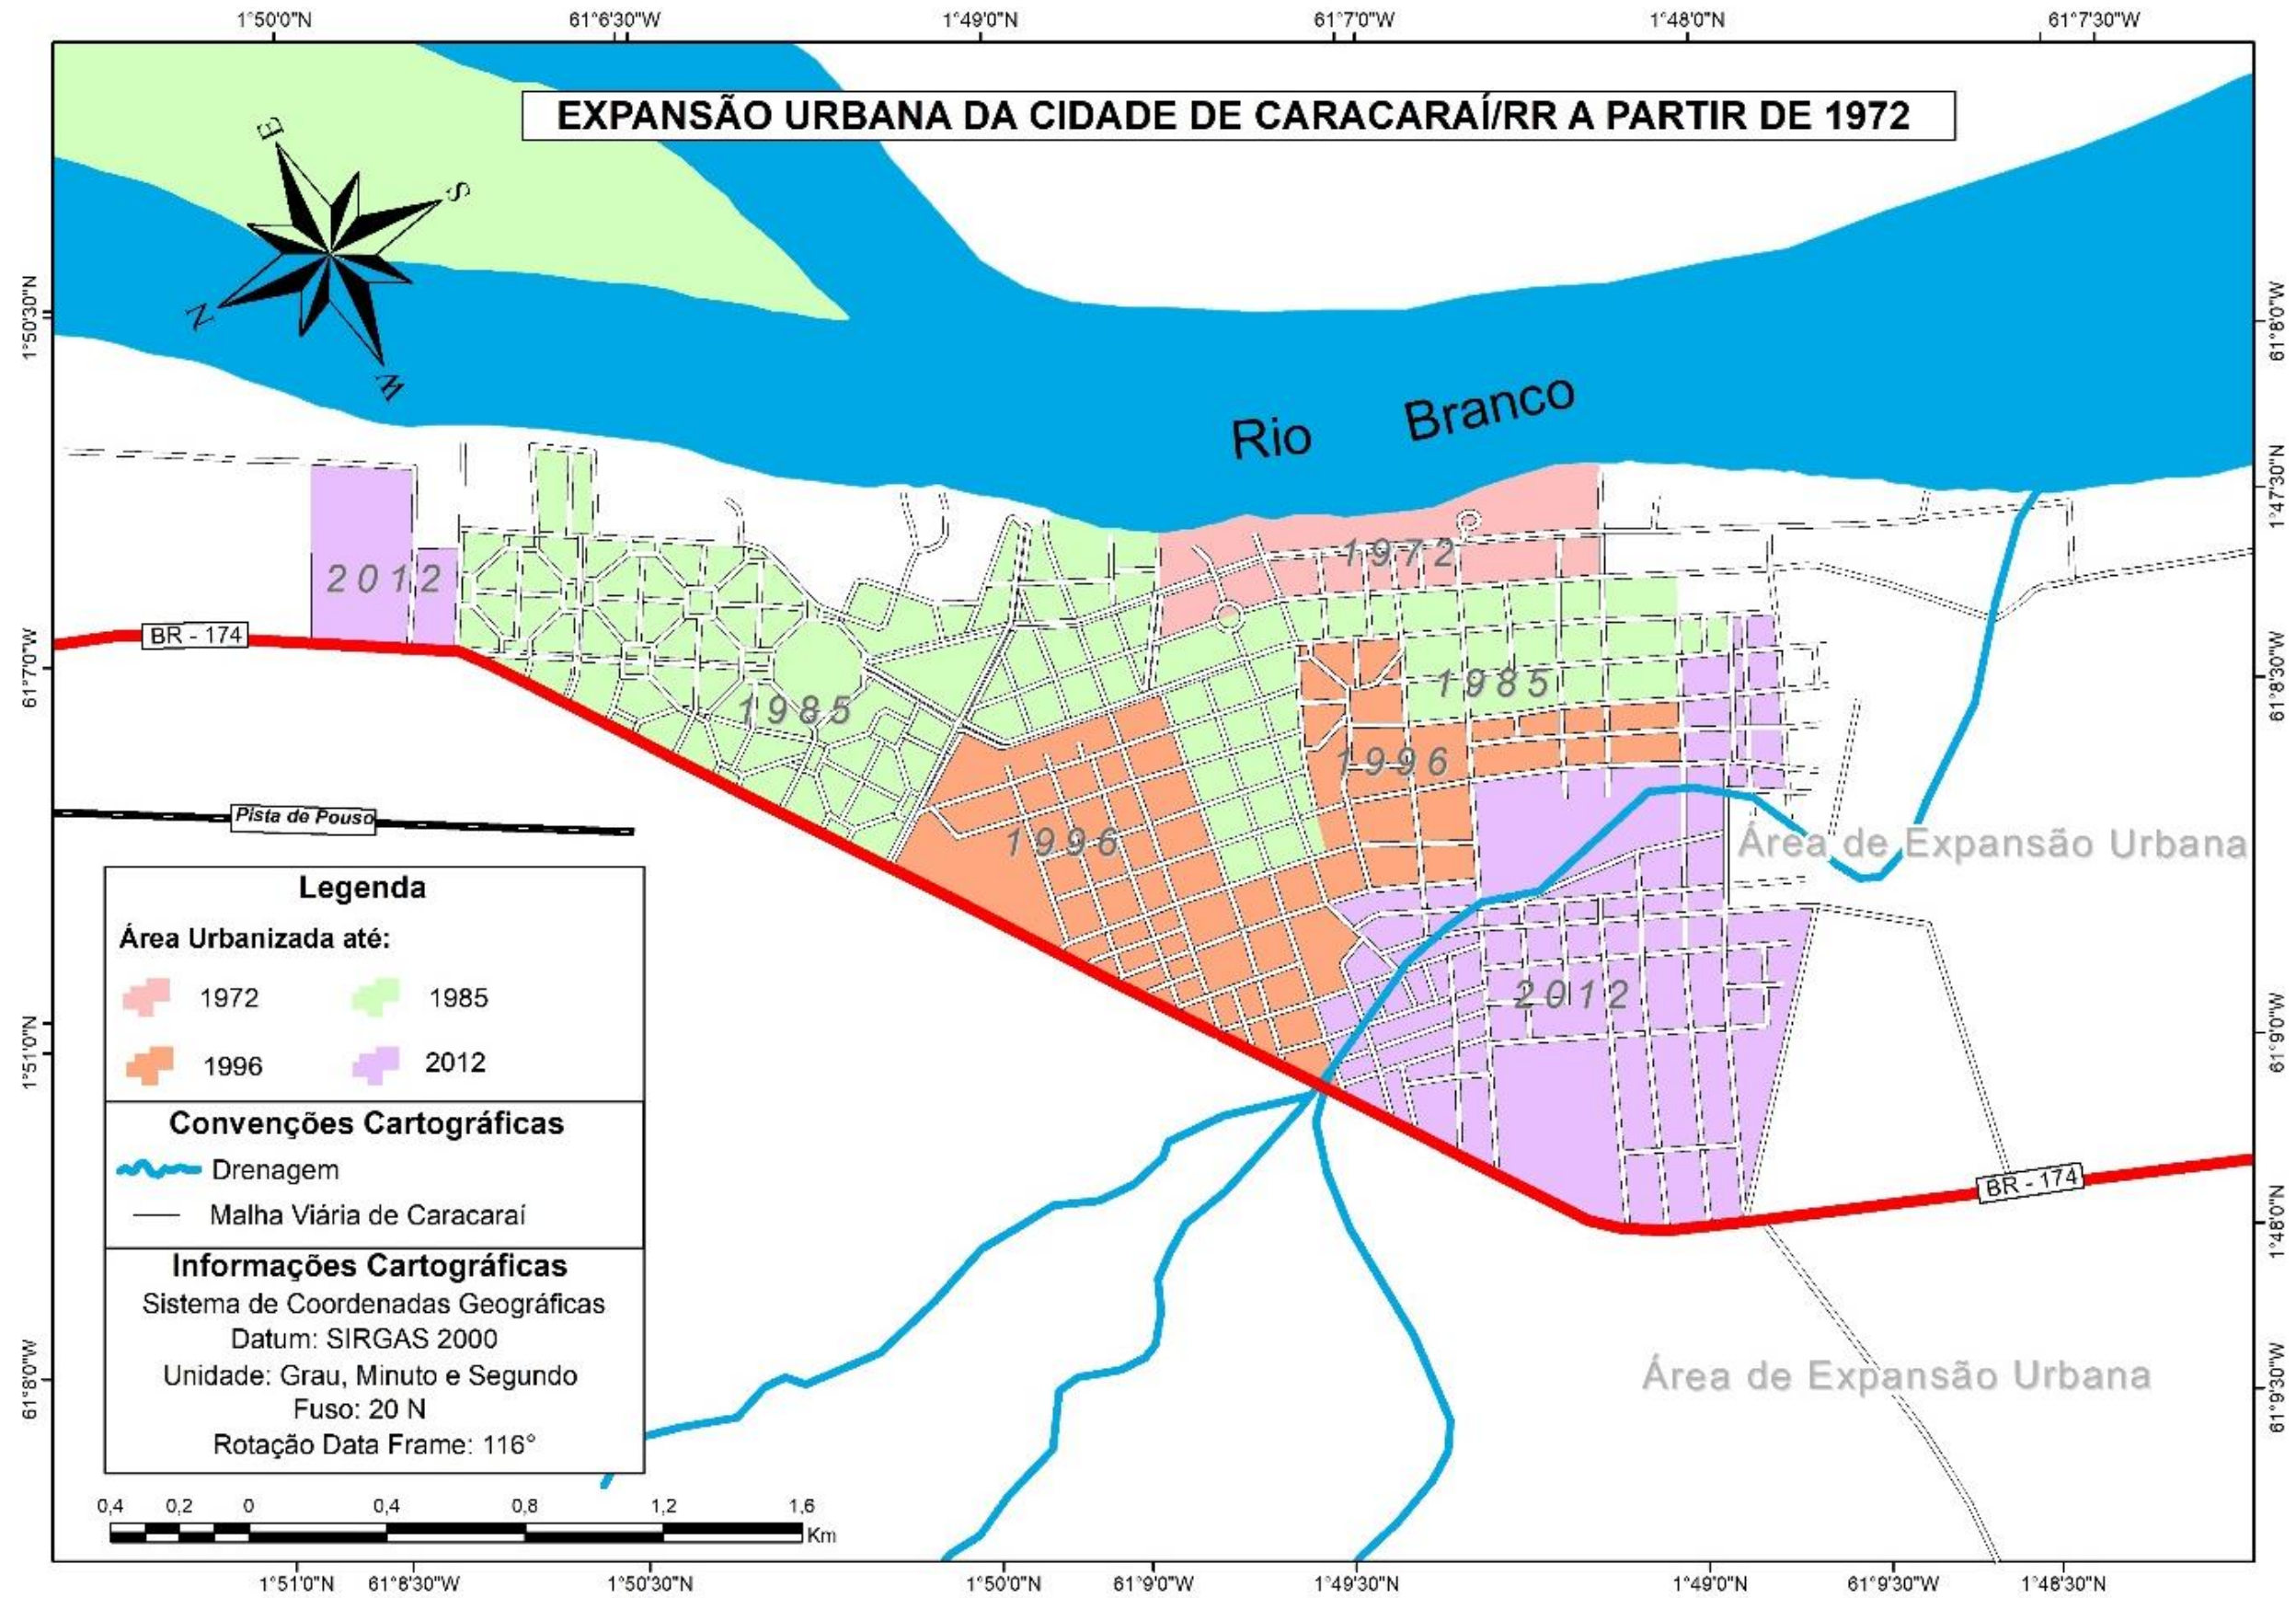 1°50'0"N 61°6'30"W 1°49'0"N 61°7'0"W 1°48'0"N 61°7'30"W
EXPANSÃO URBANA DA CIDADE DE CARACARAÍ/RR A PARTIR DE 1972
E
S
N
W
1°50'30"N
61°8'0"W
Rio Branco
1°47'30"N
1972
2012
BR - 174
61°7'0"W
61°8'30"W
1985
1985
1996
Pista de Pouso
1996
Área de Expansão Urbana
Legenda
Área Urbanizada até:
1972 1985
1996 2012
2012
1°51'0"N
61°9'0"W
Convenções Cartográficas
Drenagem
Malha Viária de Caracaraí
BR - 174
1°48'0"N
Informações Cartográficas
Sistema de Coordenadas Geográficas
Datum: SIRGAS 2000
Unidade: Grau, Minuto e Segundo
Fuso: 20 N
Rotação Data Frame: 116°
61°8'0"W
Área de Expansão Urbana
61°9'30"W
0,4 0,2 0 0,4 0,8 1,2 1,6
Km
1°51'0"N 61°8'30"W 1°50'30"N 1°50'0"N 61°9'0"W 1°49'30"N 1°49'0"N 61°9'30"W 1°48'30"N